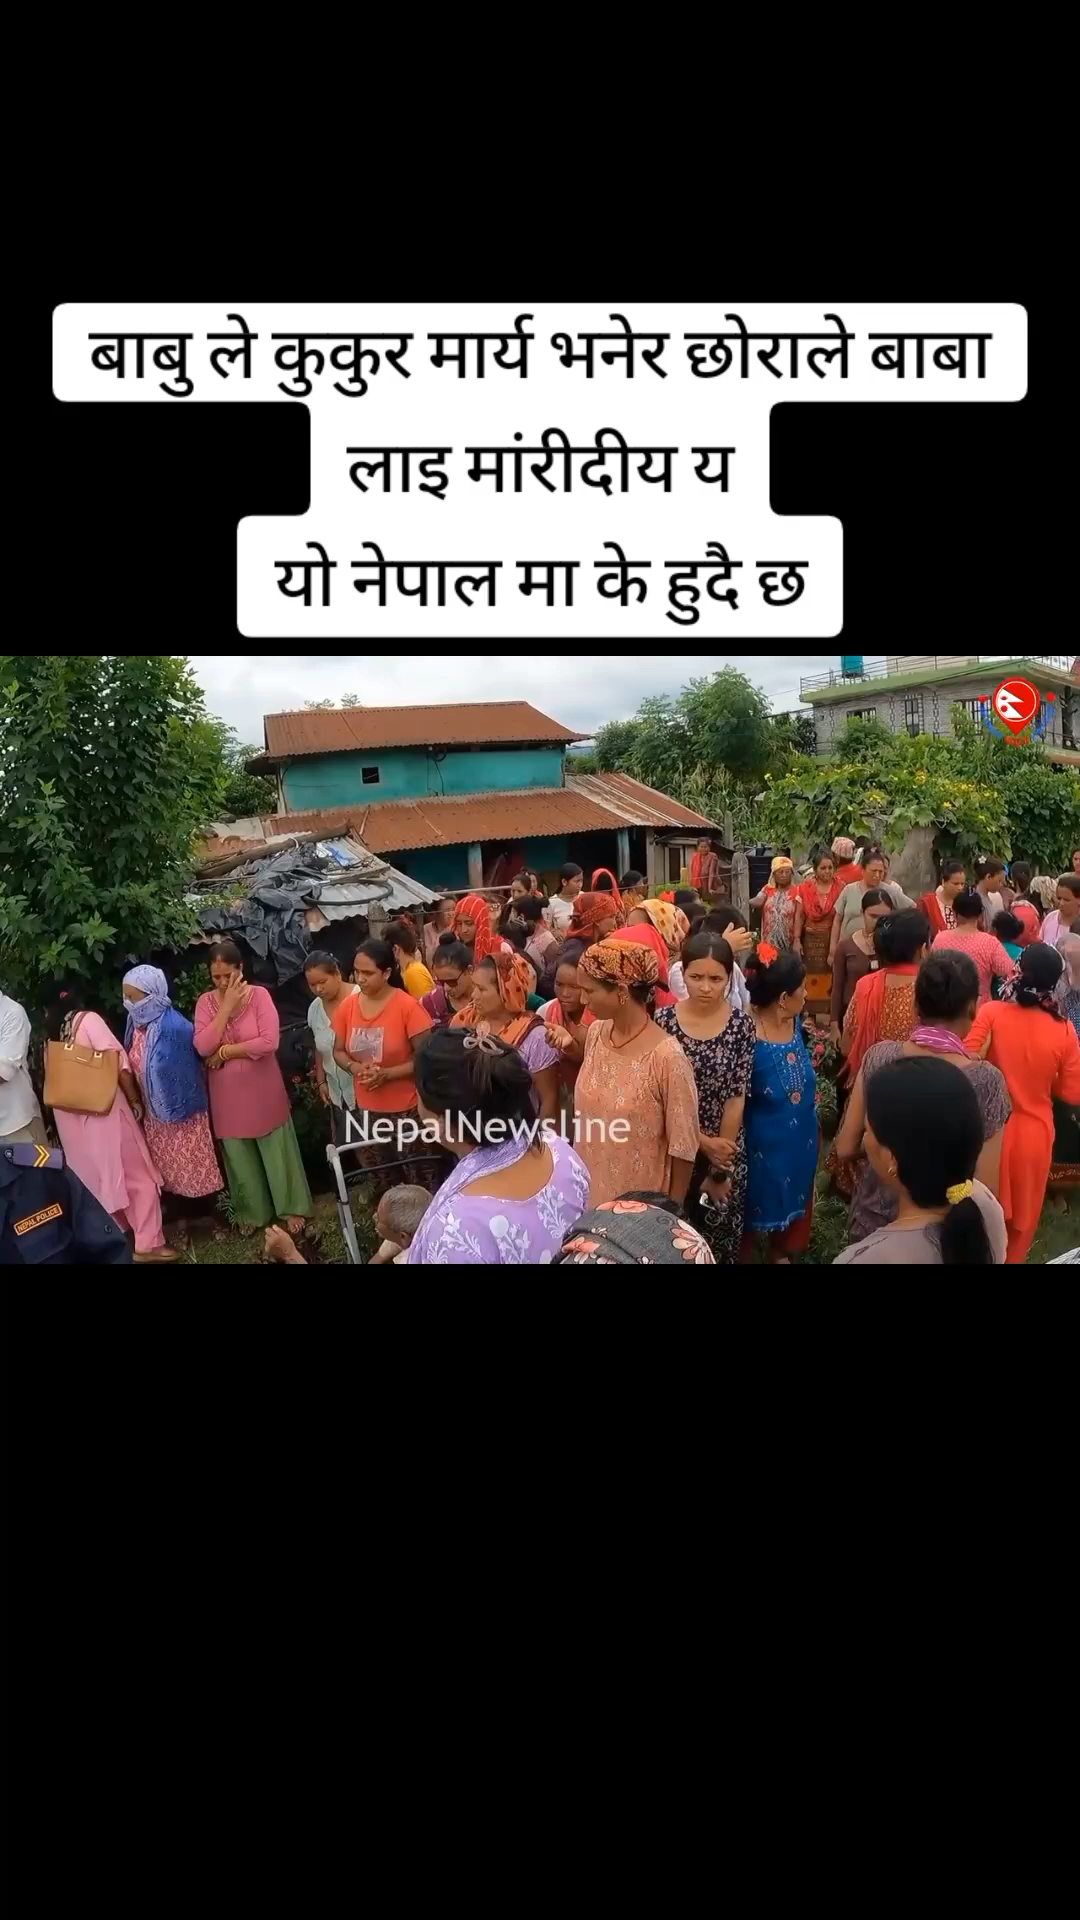 बाबु ले कुकुर मार्य भनेर छोराले बाबा
लाइ मांरीदीय य
यो नेपाल मा के हुदै छ
NepalNewsline
NEPAL POLICE